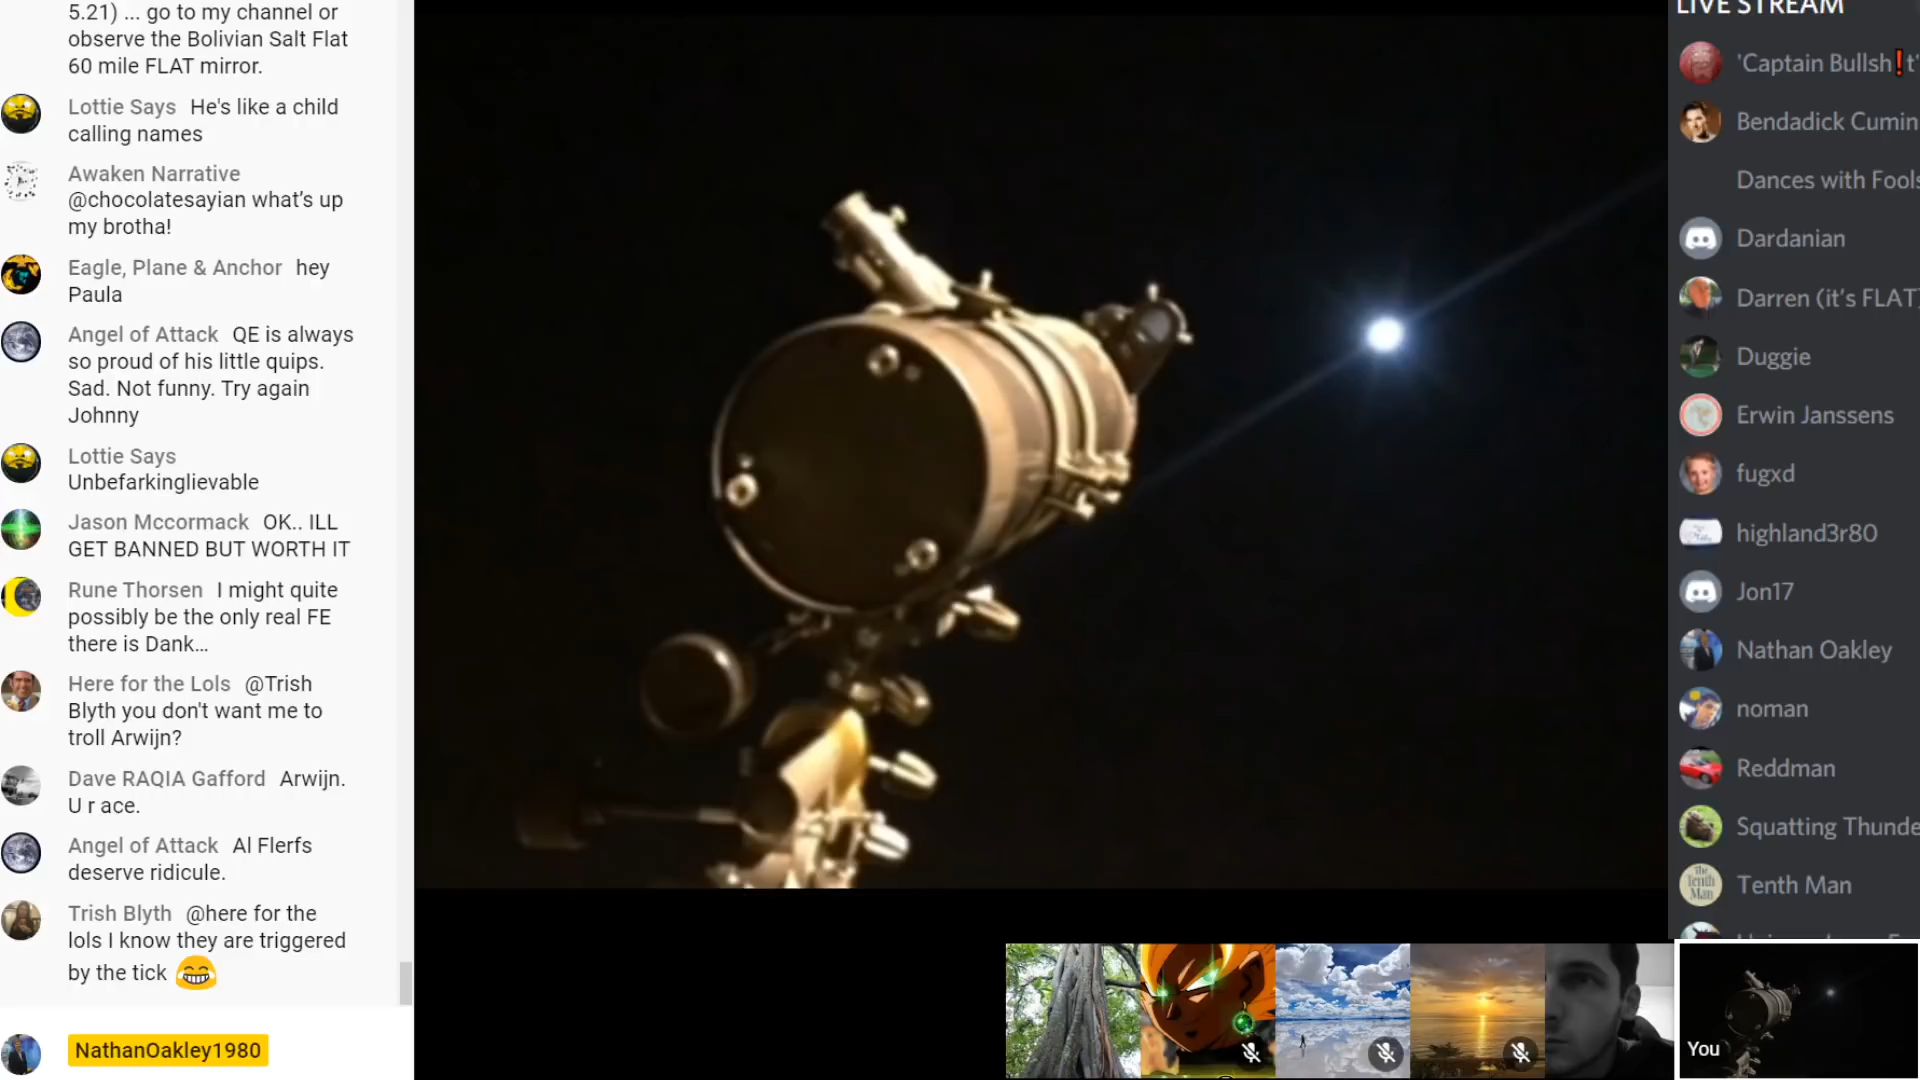 5.21) ... go to my channel or
observe the Bolivian Salt Flat
60 mile FLAT mirror.
Lottie Says He's like a child
calling names
Awaken Narrative
@chocolatesayian what's up
my brotha!
Eagle, Plane & Anchor hey
Paula
Angel of Attack QE is always
so proud of his little quips.
Sad. Not funny. Try again
Johnny
Lottie Says
Unbefarkinglievable
Jason Mccormack OK.. ILL
GET BANNED BUT WORTH IT
Rune Thorsen I might quite
possibly be the only real FE
there is Dank...
Here for the Lols @Trish
Blyth you don't want me to
troll Arwijn?
Dave RAQIA Gafford Arwijn.
U r ace.
Angel of Attack Al Flerfs
deserve ridicule.
Trish Blyth @here for the
lols I know they are triggered
by the tick 😂
NathanOakley1980
LIVE STREAM
'Captain Bullsh❗t'
Bendadick Cumin
Dances with Fools
Dardanian
Darren (it's FLAT)
Duggie
Erwin Janssens
fugxd
highland3r80
Jon17
Nathan Oakley
noman
Reddman
Squatting Thunde
Tenth Man
The
Tenth
Man
You